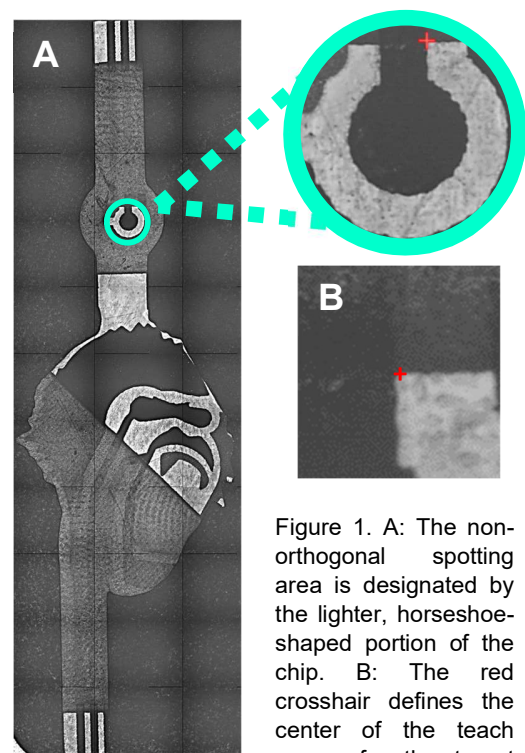 A
B
Figure 1. A: The non-
orthogonal spotting
area is designated by
the lighter, horseshoe-
shaped portion of the
chip. B: The red
crosshair defines the
center of the teach